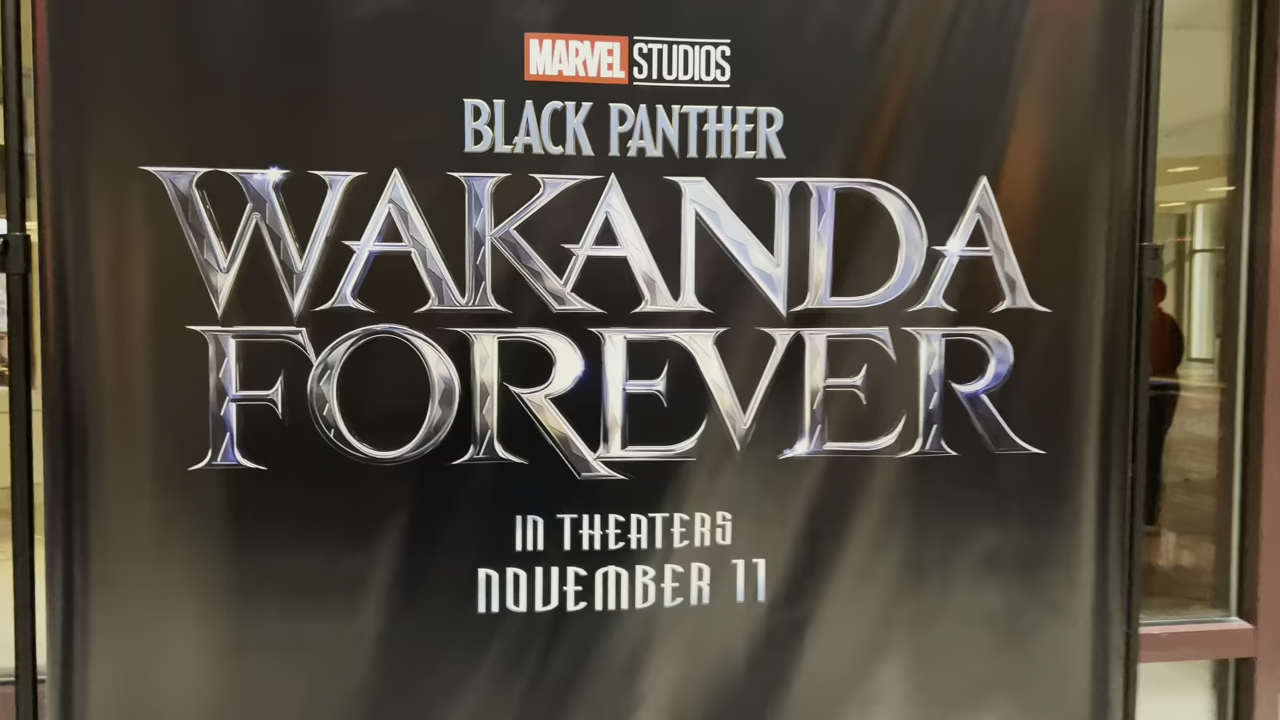 MARVEL STUDIOS
BLACK PANTHER
WAKANDA
FOREVER
IN THEATERS
NOVEMBER 11